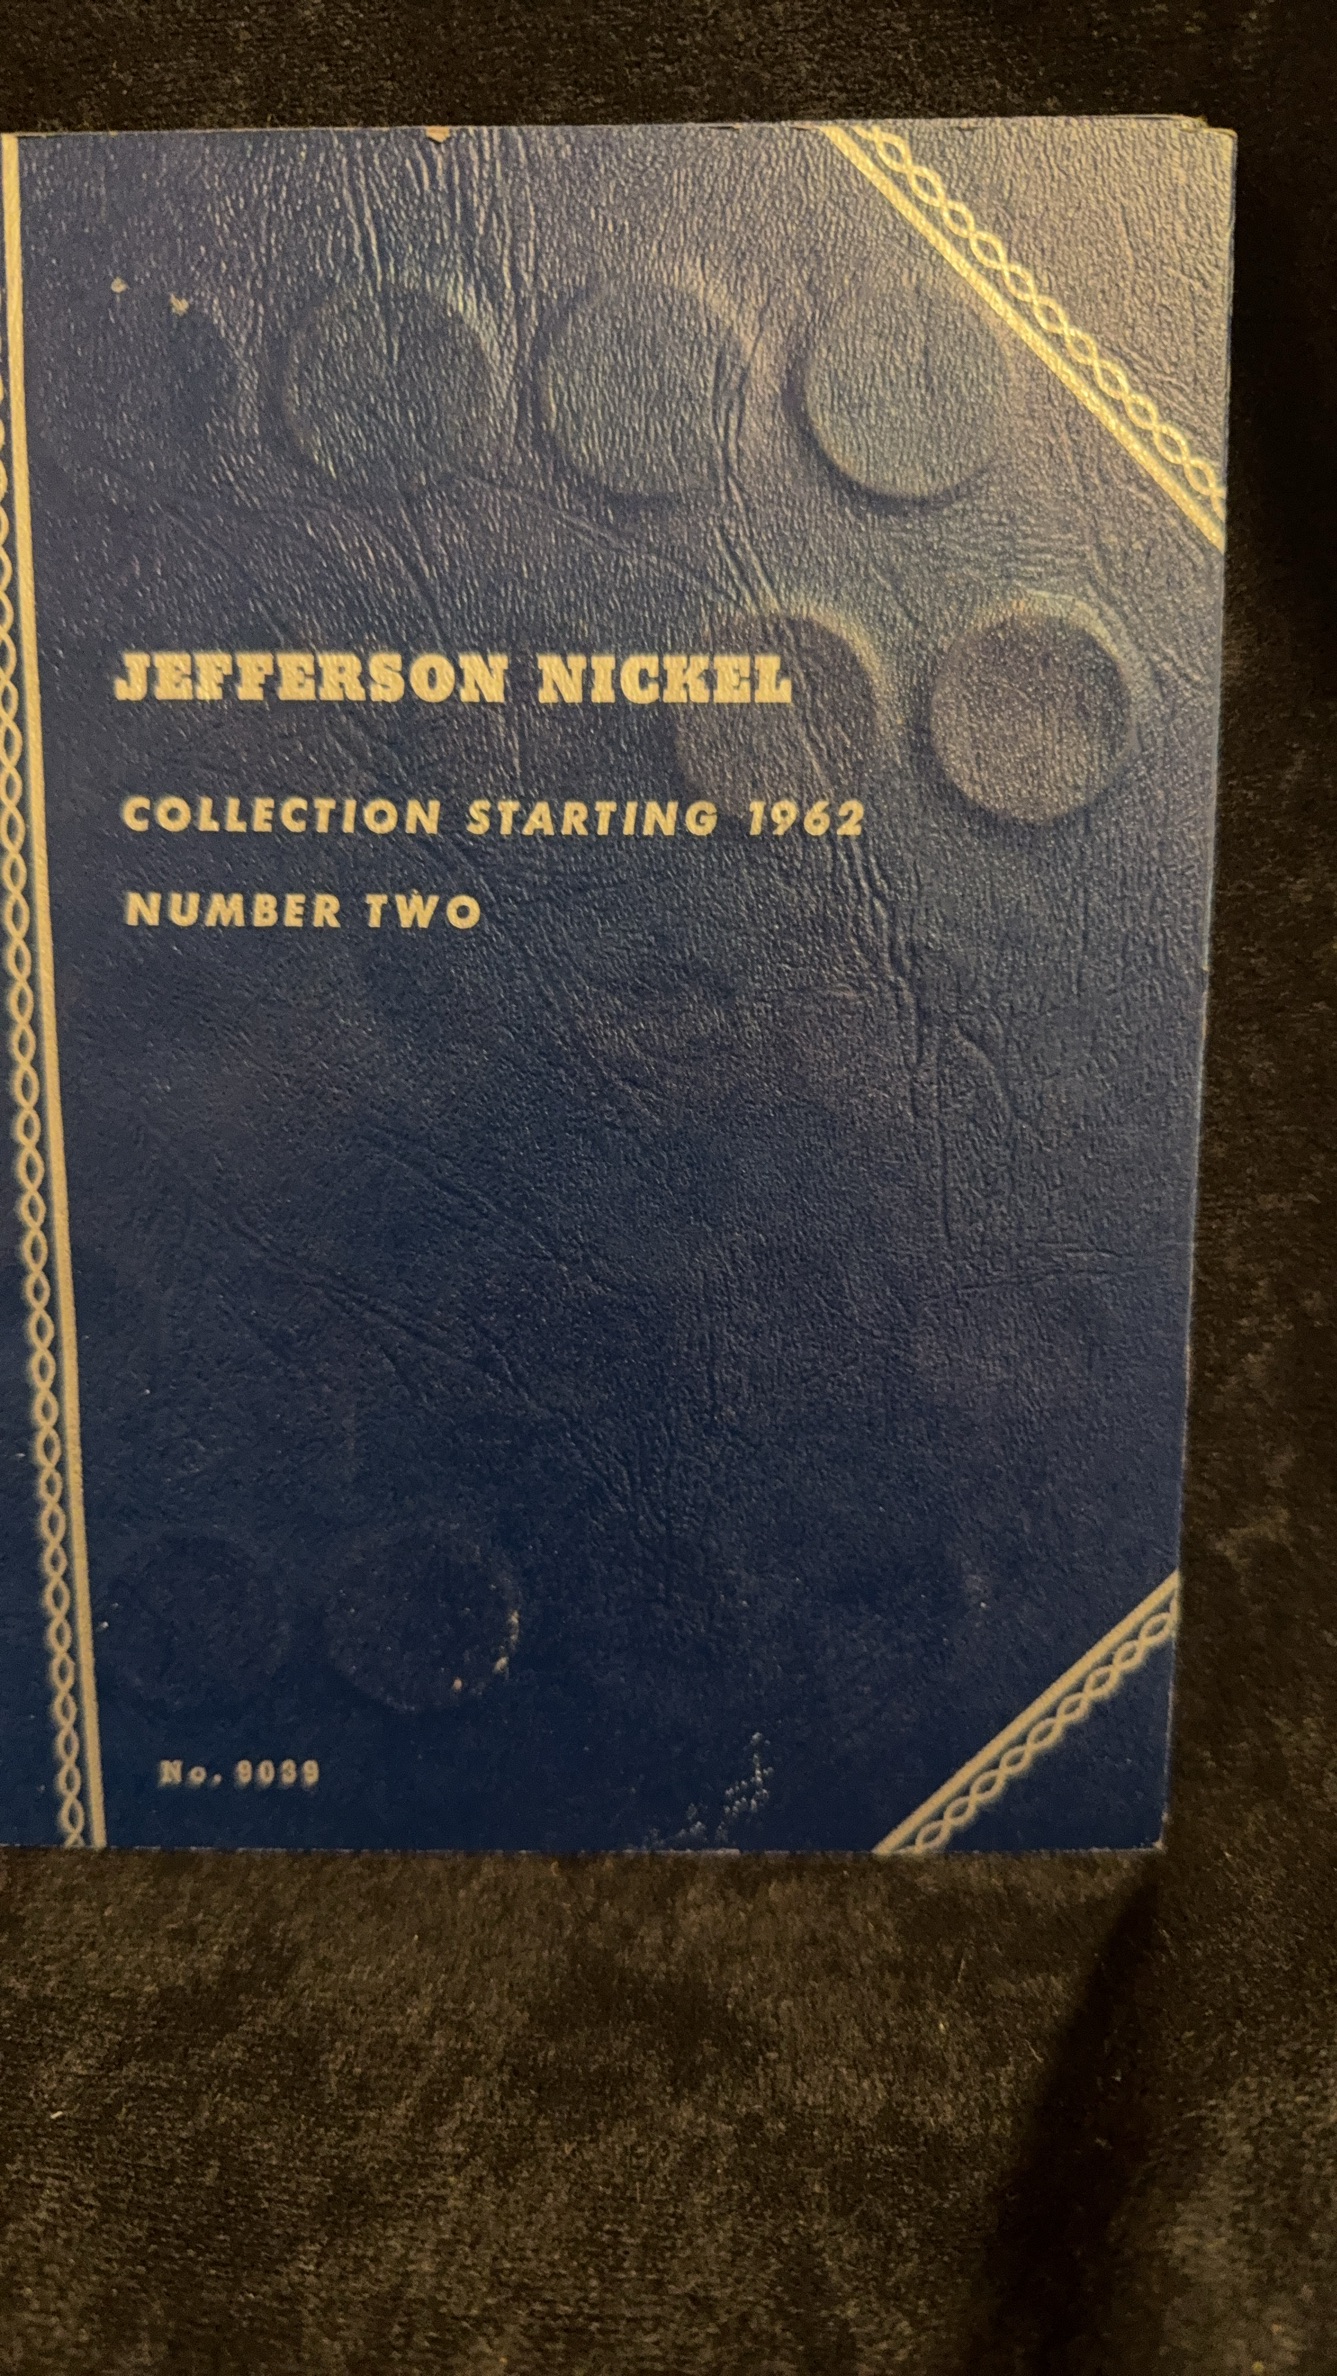 JEFFERSON NICKEL
COLLECTION STARTING 1962
NUMBER TWO
No. 9039